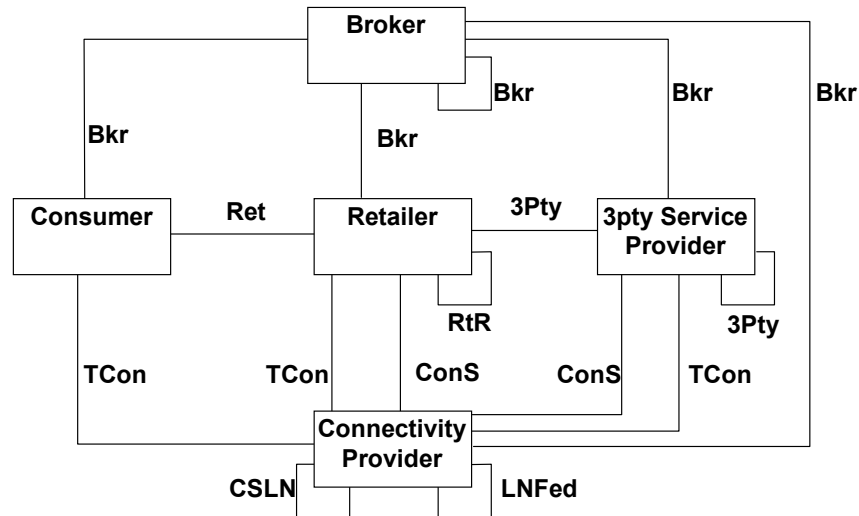 Broker
Bkr
Bkr
Bkr
Bkr
Bkr
Consumer
Ret
Retailer
3Pty
3pty Service
Provider
RtR
3Pty
TCon
TCon
ConS
ConS
TCon
Connectivity
Provider
CSLN
LNFed